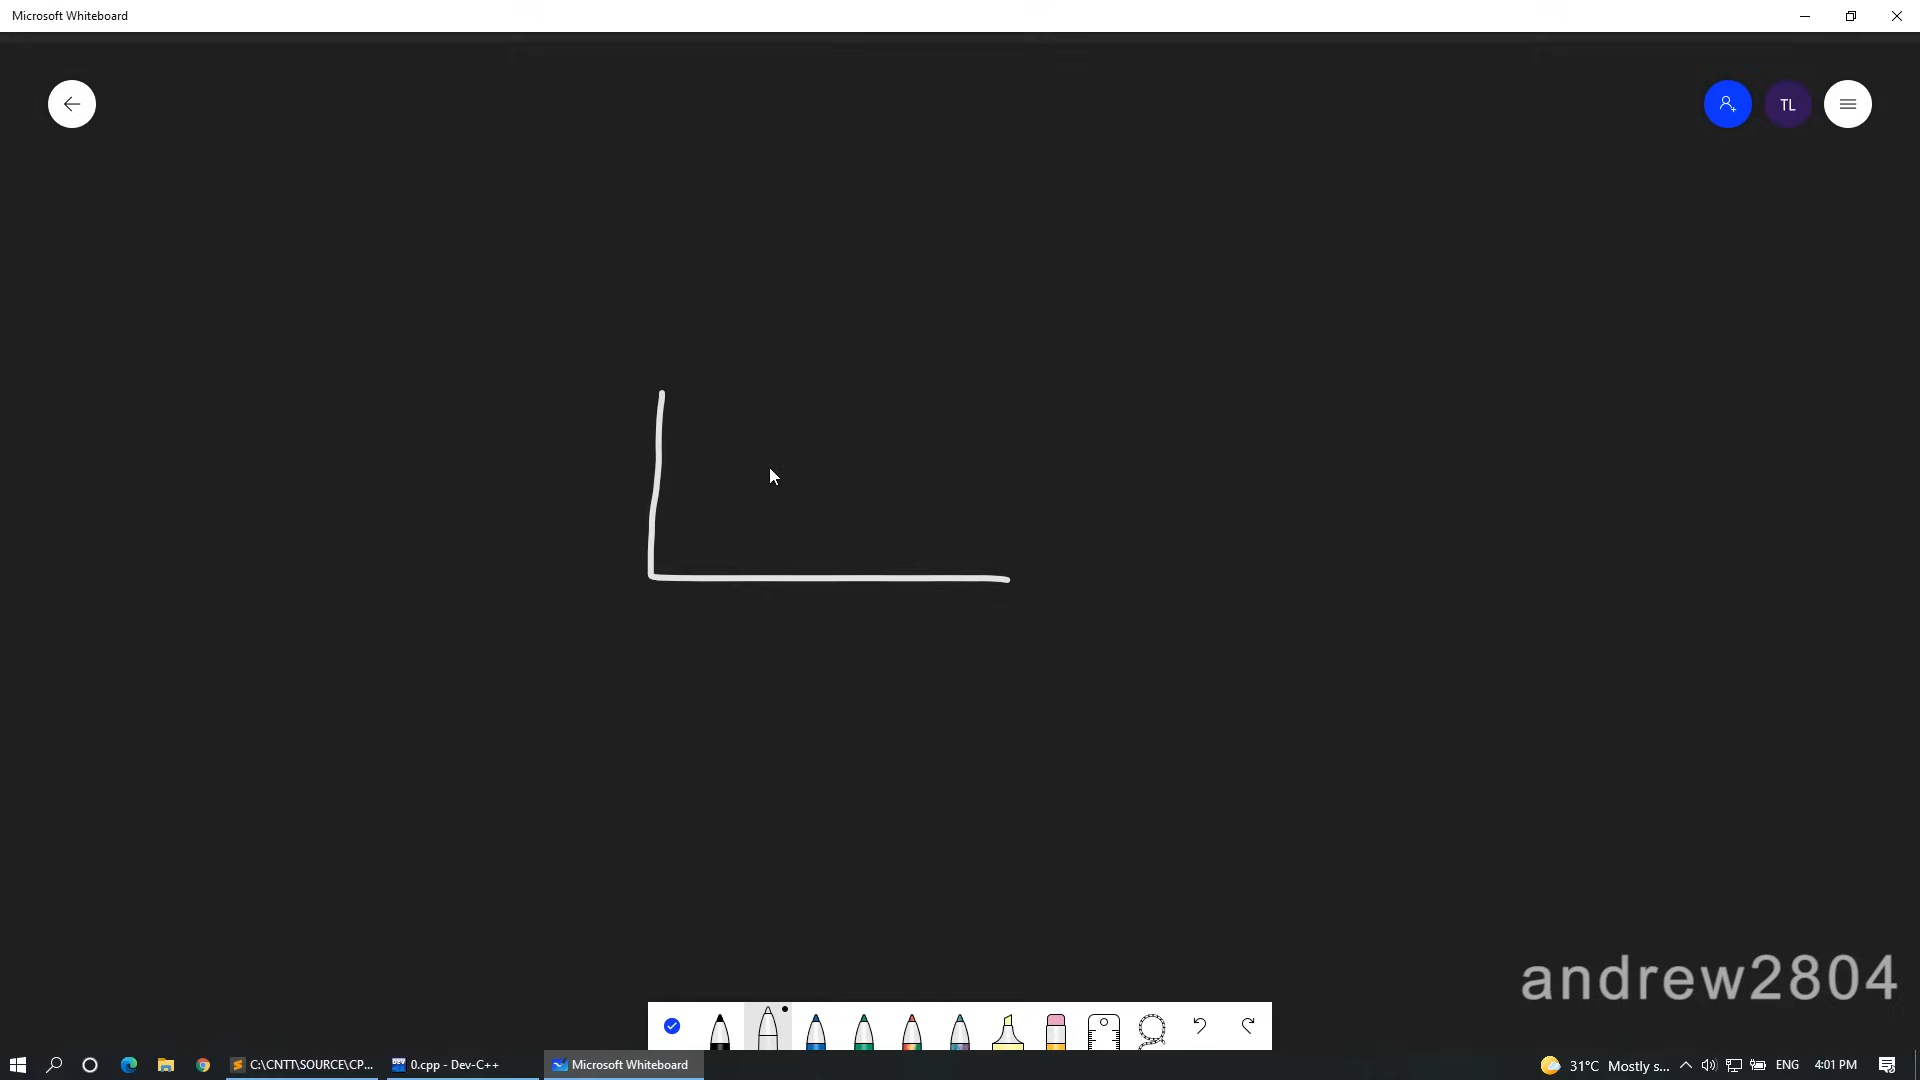 Microsoft Whiteboard
TL
andrew2804
C:\CNTT\SOURCE\CP...
0.cpp - Dev-C++
Microsoft Whiteboard
31°C Mostly s...
ENG
4:01 PM